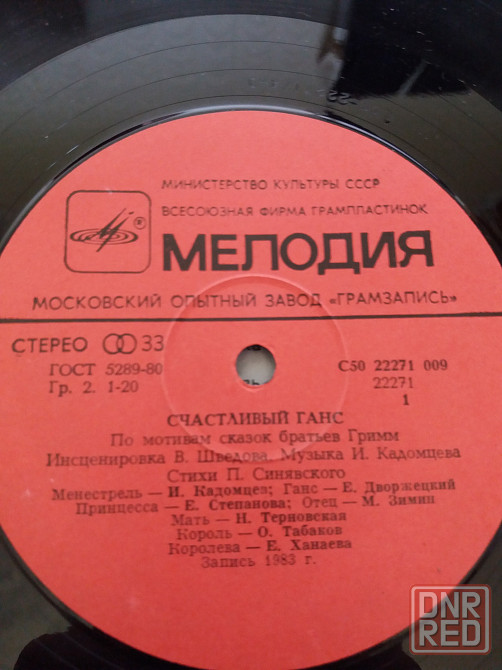 МИНИСТЕРСТВО КУЛЬТУРЫ СССР
ВСЕСОЮЗНАЯ ФИРМА ГРАМПЛАСТИНОК
®
МЕЛОДИЯ
МОСКОВСКИЙ ОПЫТНЫЙ ЗАВОД «ГРАМЗАПИСЬ»
СТЕРЕО 33
ГОСТ 5289-80
Гр. 2. 1-20
С50 22271 009
22271
1
СЧАСТЛИВЫЙ ГАНС
По мотивам сказок братьев Гримм
Инсценировка В. Шведова. Музыка И. Кадомцева
Стихи П. Синявского
Менестрель — И. Кадомцев; Ганс — Е. Дворжецкий
Принцесса — Е. Степанова; Отец — М. Зимин
Мать — Н. Терновская
Король — О. Табаков
Королева — Е. Ханаева
Запись 1983 г.
DNR
RED